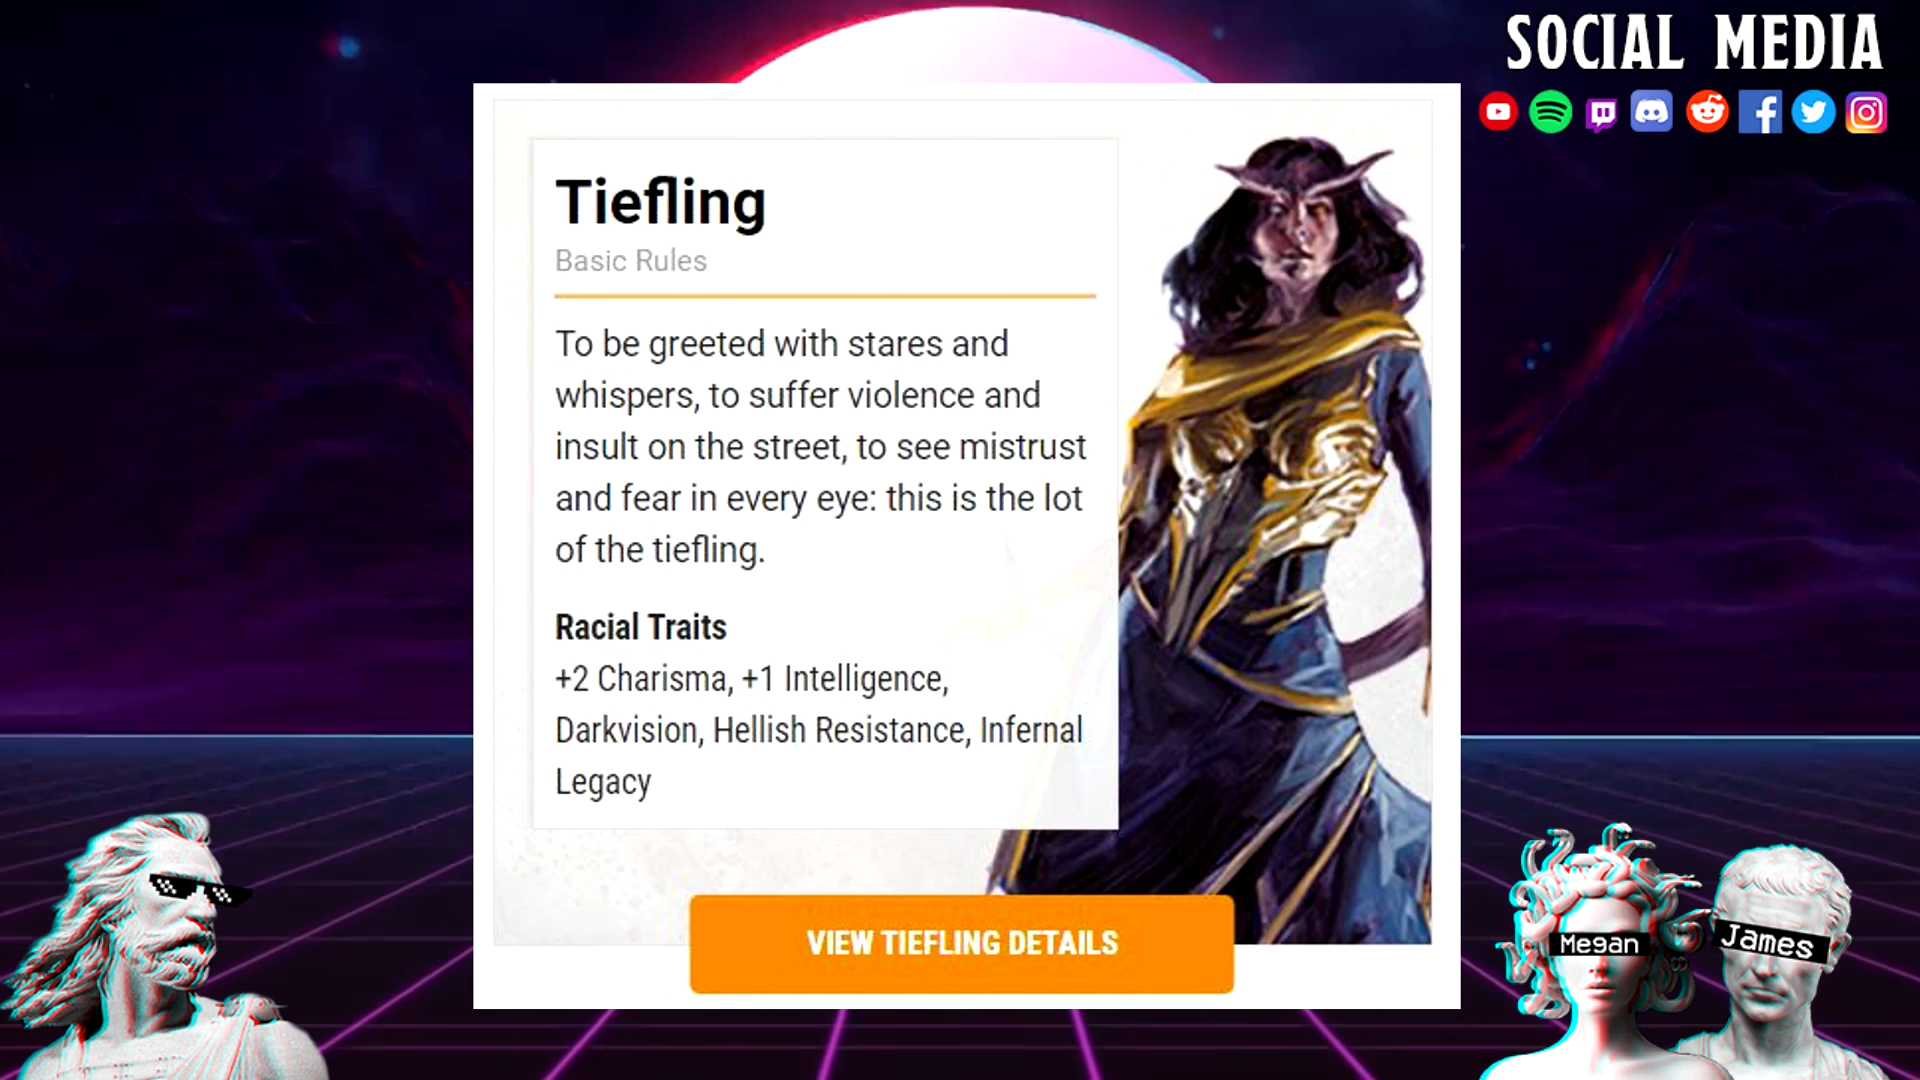 SOCIAL MEDIA
Tiefling
Basic Rules
To be greeted with stares and
whispers, to suffer violence and
insult on the street, to see mistrust
and fear in every eye: this is the lot
of the tiefling.
Racial Traits
+2 Charisma, +1 Intelligence,
Darkvision, Hellish Resistance, Infernal
Legacy
VIEW TIEFLING DETAILS
Megan
James